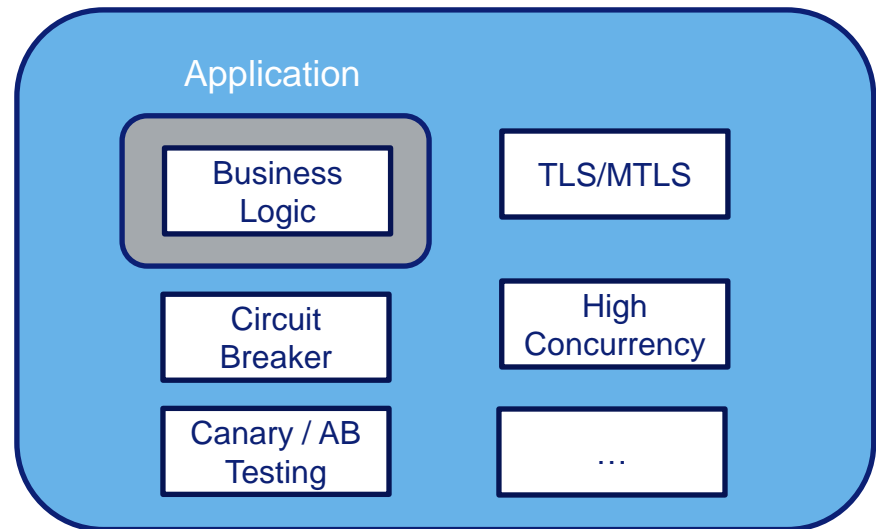 Application
Business
Logic
TLS/MTLS
Circuit
Breaker
High
Concurrency
Canary / AB
Testing
…